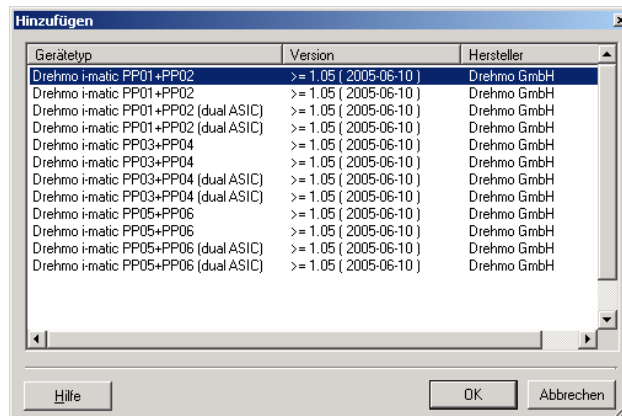 Hinzufügen
Gerätetyp Version Hersteller
Drehmo i-matic PP01+PP02 >= 1.05 ( 2005-06-10 ) Drehmo GmbH
Drehmo i-matic PP01+PP02 >= 1.05 ( 2005-06-10 ) Drehmo GmbH
Drehmo i-matic PP01+PP02 (dual ASIC) >= 1.05 ( 2005-06-10 ) Drehmo GmbH
Drehmo i-matic PP01+PP02 (dual ASIC) >= 1.05 ( 2005-06-10 ) Drehmo GmbH
Drehmo i-matic PP03+PP04 >= 1.05 ( 2005-06-10 ) Drehmo GmbH
Drehmo i-matic PP03+PP04 >= 1.05 ( 2005-06-10 ) Drehmo GmbH
Drehmo i-matic PP03+PP04 (dual ASIC) >= 1.05 ( 2005-06-10 ) Drehmo GmbH
Drehmo i-matic PP03+PP04 (dual ASIC) >= 1.05 ( 2005-06-10 ) Drehmo GmbH
Drehmo i-matic PP05+PP06 >= 1.05 ( 2005-06-10 ) Drehmo GmbH
Drehmo i-matic PP05+PP06 >= 1.05 ( 2005-06-10 ) Drehmo GmbH
Drehmo i-matic PP05+PP06 (dual ASIC) >= 1.05 ( 2005-06-10 ) Drehmo GmbH
Drehmo i-matic PP05+PP06 (dual ASIC) >= 1.05 ( 2005-06-10 ) Drehmo GmbH
Hilfe OK Abbrechen